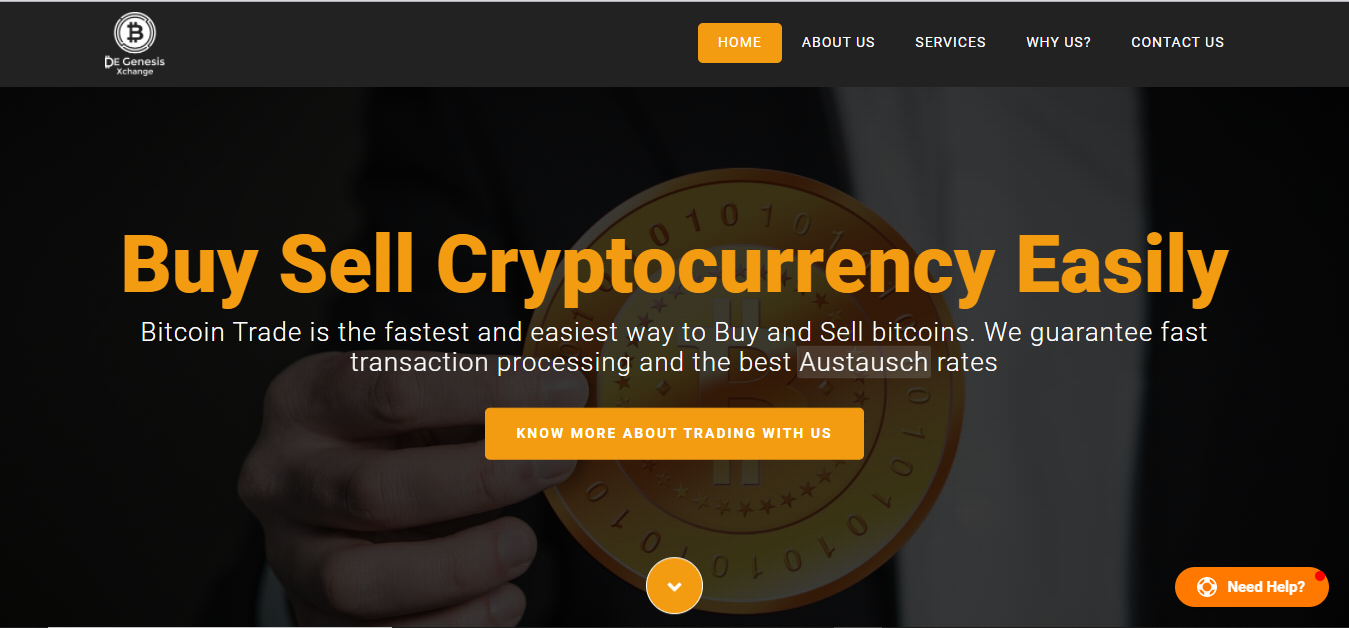 DE Genesis
Xchange
HOME
ABOUT US
SERVICES
WHY US?
CONTACT US
Buy Sell Cryptocurrency Easily
Bitcoin Trade is the fastest and easiest way to Buy and Sell bitcoins. We guarantee fast
transaction processing and the best Austausch rates
KNOW MORE ABOUT TRADING WITH US
Need Help?